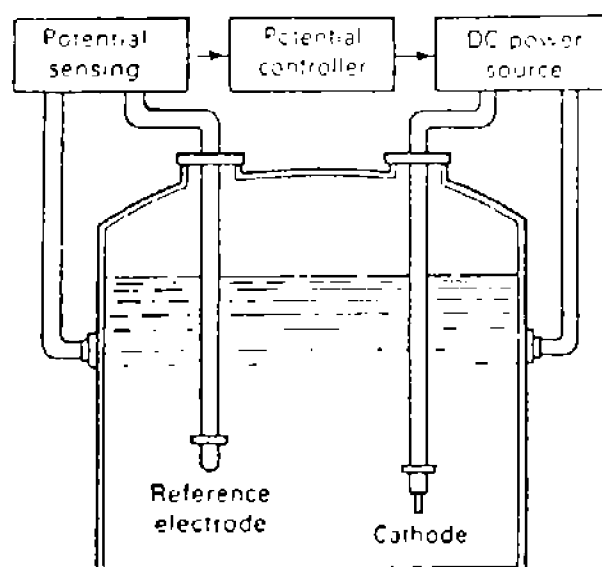 Potential
sensing
Potential
controller
DC power
source
Reference
electrode
Cathode